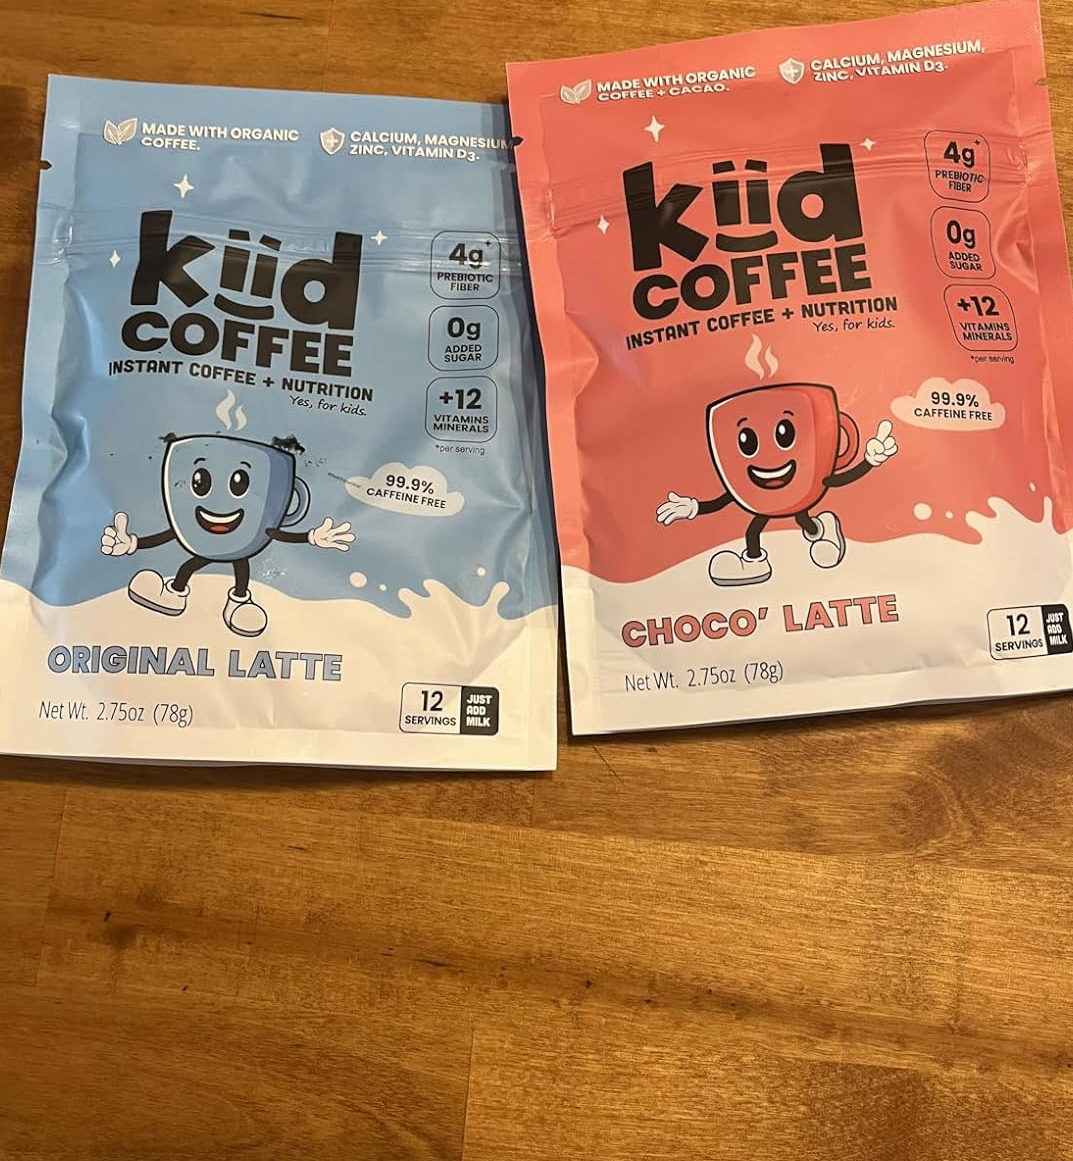 MADE WITH ORGANIC
COFFEE.
CALCIUM, MAGNESIUM
ZINC, VITAMIN D3.
kiid
COFFEE
INSTANT COFFEE + NUTRITION
Yes, for kids.
4g*
PREBIOTIC
FIBER
0g
ADDED
SUGAR
+12
VITAMINS
MINERALS
*per serving
99.9%
CAFFEINE FREE
ORIGINAL LATTE
Net Wt. 2.75oz (78g)
12
SERVINGS
JUST
ADD
MILK
MADE WITH ORGANIC
COFFEE + CACAO.
CALCIUM, MAGNESIUM,
ZINC, VITAMIN D3.
kiid
COFFEE
INSTANT COFFEE + NUTRITION
Yes, for kids.
4g*
PREBIOTIC
FIBER
0g
ADDED
SUGAR
+12
VITAMINS
MINERALS
*per serving
99.9%
CAFFEINE FREE
CHOCO' LATTE
Net Wt. 2.75oz (78g)
12
SERVINGS
JUST
ADD
MILK